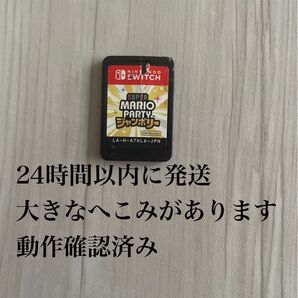 NINTENDO
SWITCH
SUPER
MARIO
PARTY
ジャンボリー
Nintendo
LA-H-A7HLA-JPN
24時間以内に発送
大きなへこみがあります
動作確認済み